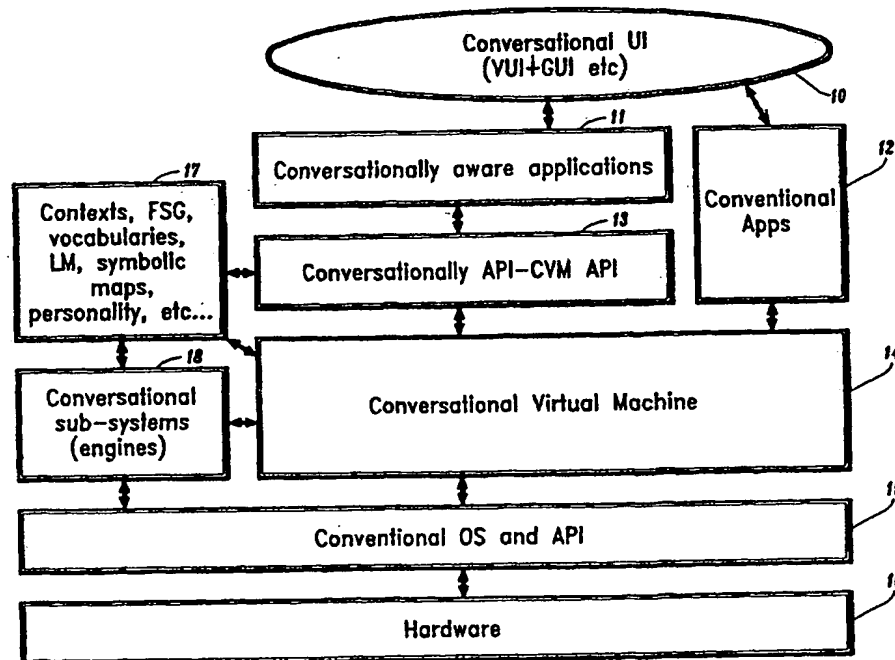 Conversational UI
(VUI+GUI etc)
10
11
Conversationally aware applications
12
Conventional
Apps
17
Contexts, FSG,
vocabularies,
LM, symbolic
maps,
personality, etc...
13
Conversationally API-CVM API
18
Conversational
sub-systems
(engines)
14
Conversational Virtual Machine
Conventional OS and API
Hardware